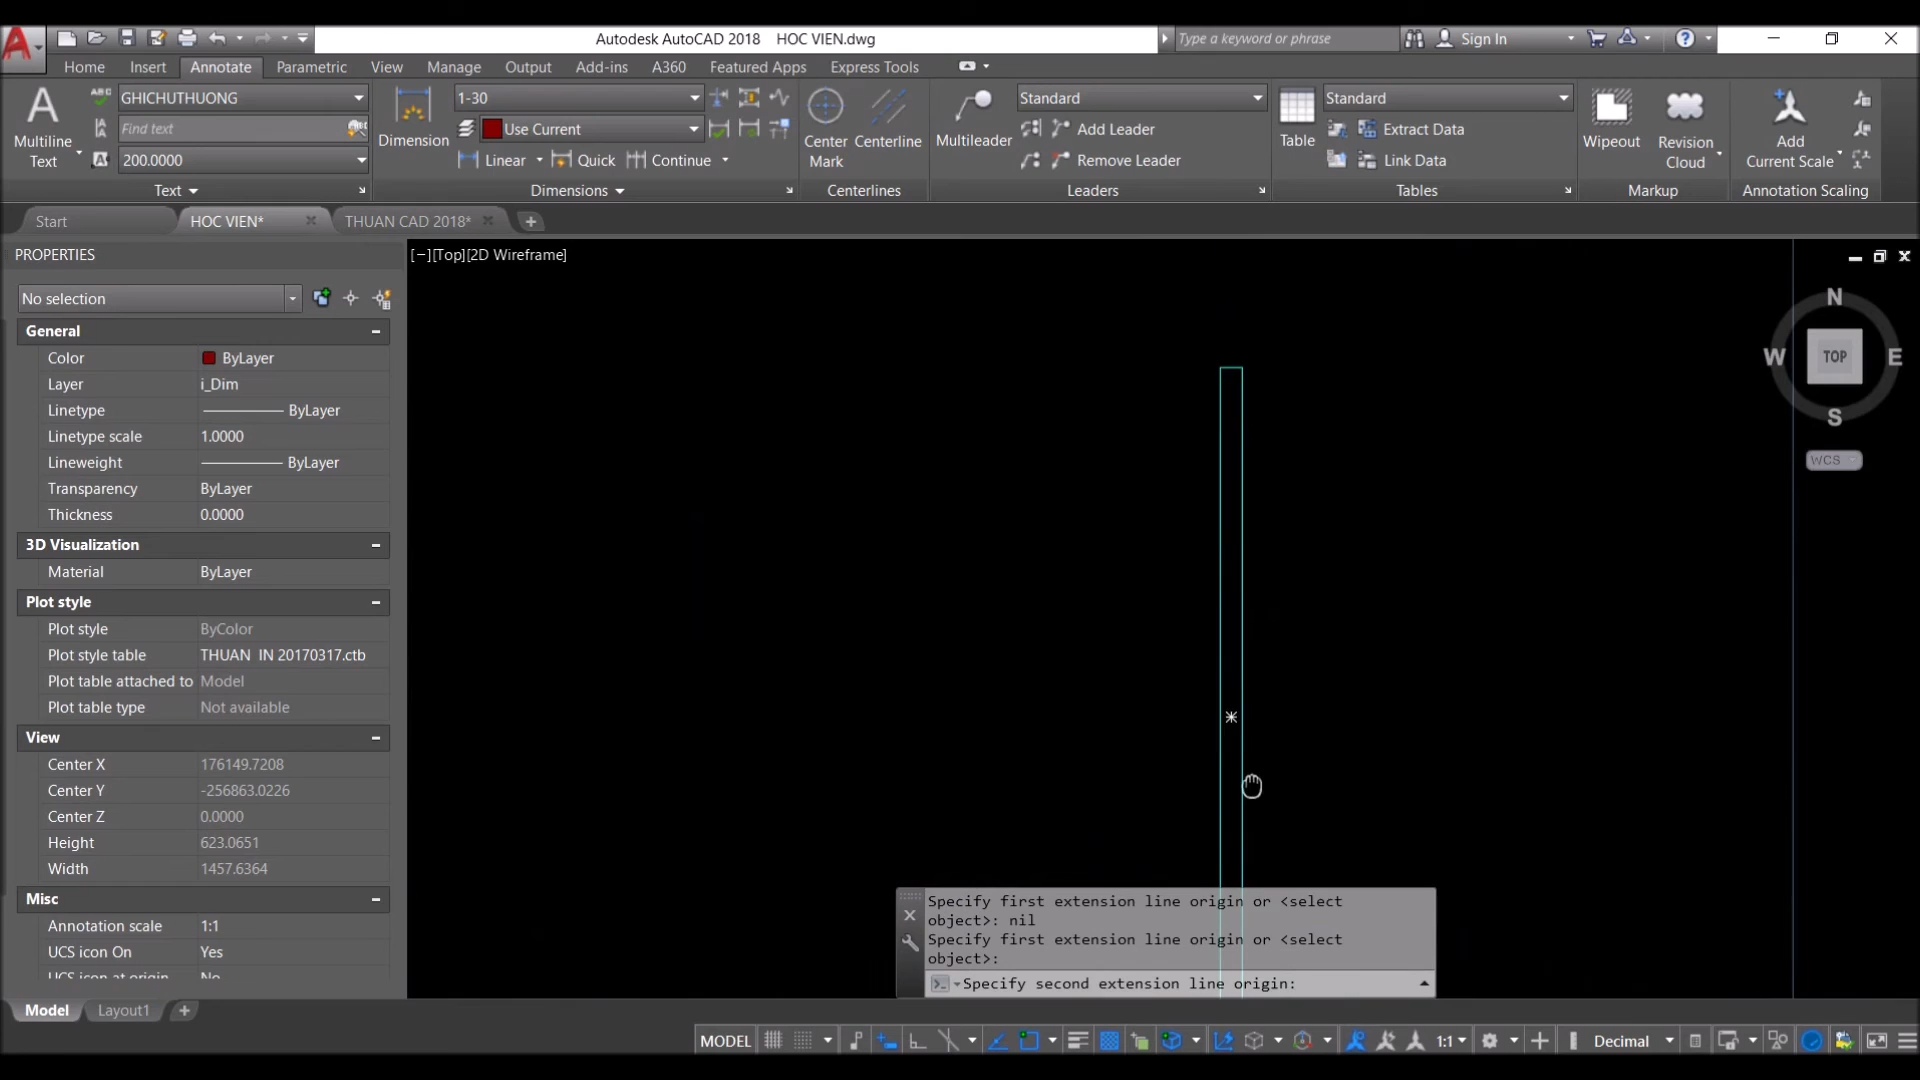 Autodesk AutoCAD 2018 HOC VIEN.dwg
Type a keyword or phrase
Sign In
Home Insert Annotate Parametric View Manage Output Add-ins A360 Featured Apps Express Tools
A
Multiline
Text
ABC
GHICHUTHUONG
Find text
200.0000
Text
Dimension
1-30
Use Current
Linear Quick Continue
Dimensions
Center
Mark
Centerline
Centerlines
Multileader
Standard
Add Leader
Remove Leader
Leaders
Table
Standard
Extract Data
Link Data
Tables
Wipeout
Revision
Cloud
Markup
Add
Current Scale
Annotation Scaling
Start HOC VIEN* THUAN CAD 2018*
PROPERTIES
No selection
General
Color ByLayer
Layer i_Dim
Linetype ByLayer
Linetype scale 1.0000
Lineweight ByLayer
Transparency ByLayer
Thickness 0.0000
3D Visualization
Material ByLayer
Plot style
Plot style ByColor
Plot style table THUAN IN 20170317.ctb
Plot table attached to Model
Plot table type Not available
View
Center X 176149.7208
Center Y -256863.0226
Center Z 0.0000
Height 623.0651
Width 1457.6364
Misc
Annotation scale 1:1
UCS icon On Yes
UCS icon at origin No
[−][Top][2D Wireframe]
N
W TOP E
S
WCS
Specify first extension line origin or <select
object>: nil
Specify first extension line origin or <select
object>:
Specify second extension line origin:
Model Layout1
MODEL 1:1 Decimal